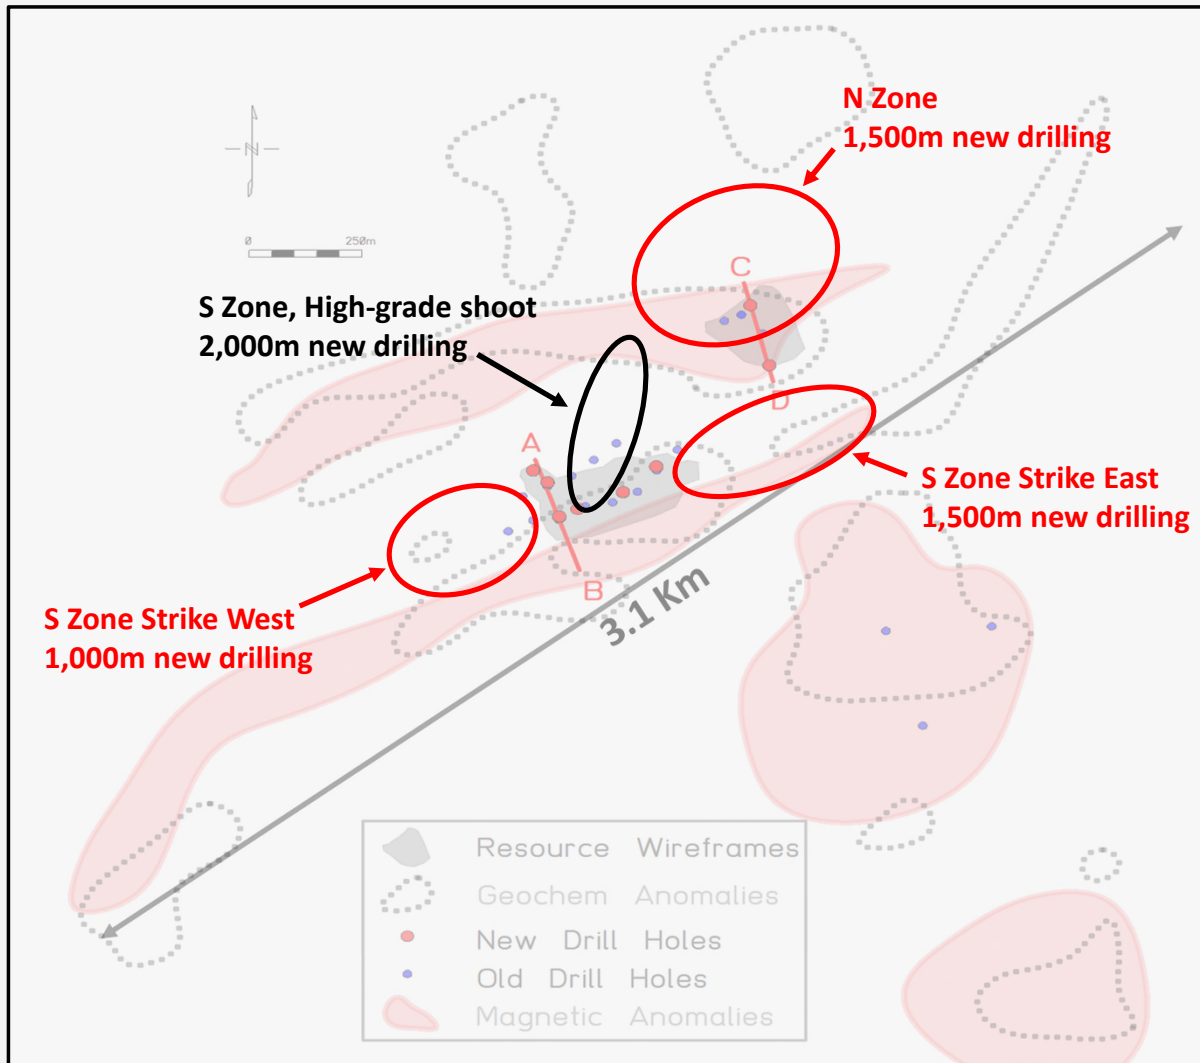 N Zone
1,500m new drilling
N
0 250m
S Zone, High-grade shoot
2,000m new drilling
C
D
A
B
S Zone Strike East
1,500m new drilling
3.1 Km
S Zone Strike West
1,000m new drilling
Resource Wireframes
Geochem Anomalies
New Drill Holes
Old Drill Holes
Magnetic Anomalies